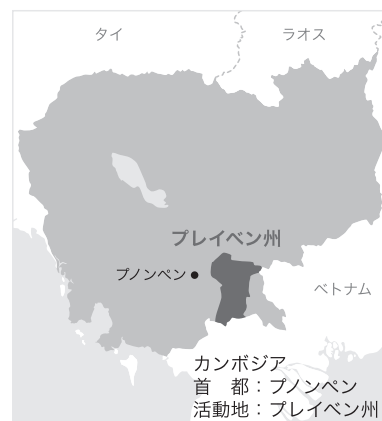 タイ
ラオス
プレイベン州
プノンペン
ベトナム
カンボジア
首　都：プノンペン
活動地：プレイベン州